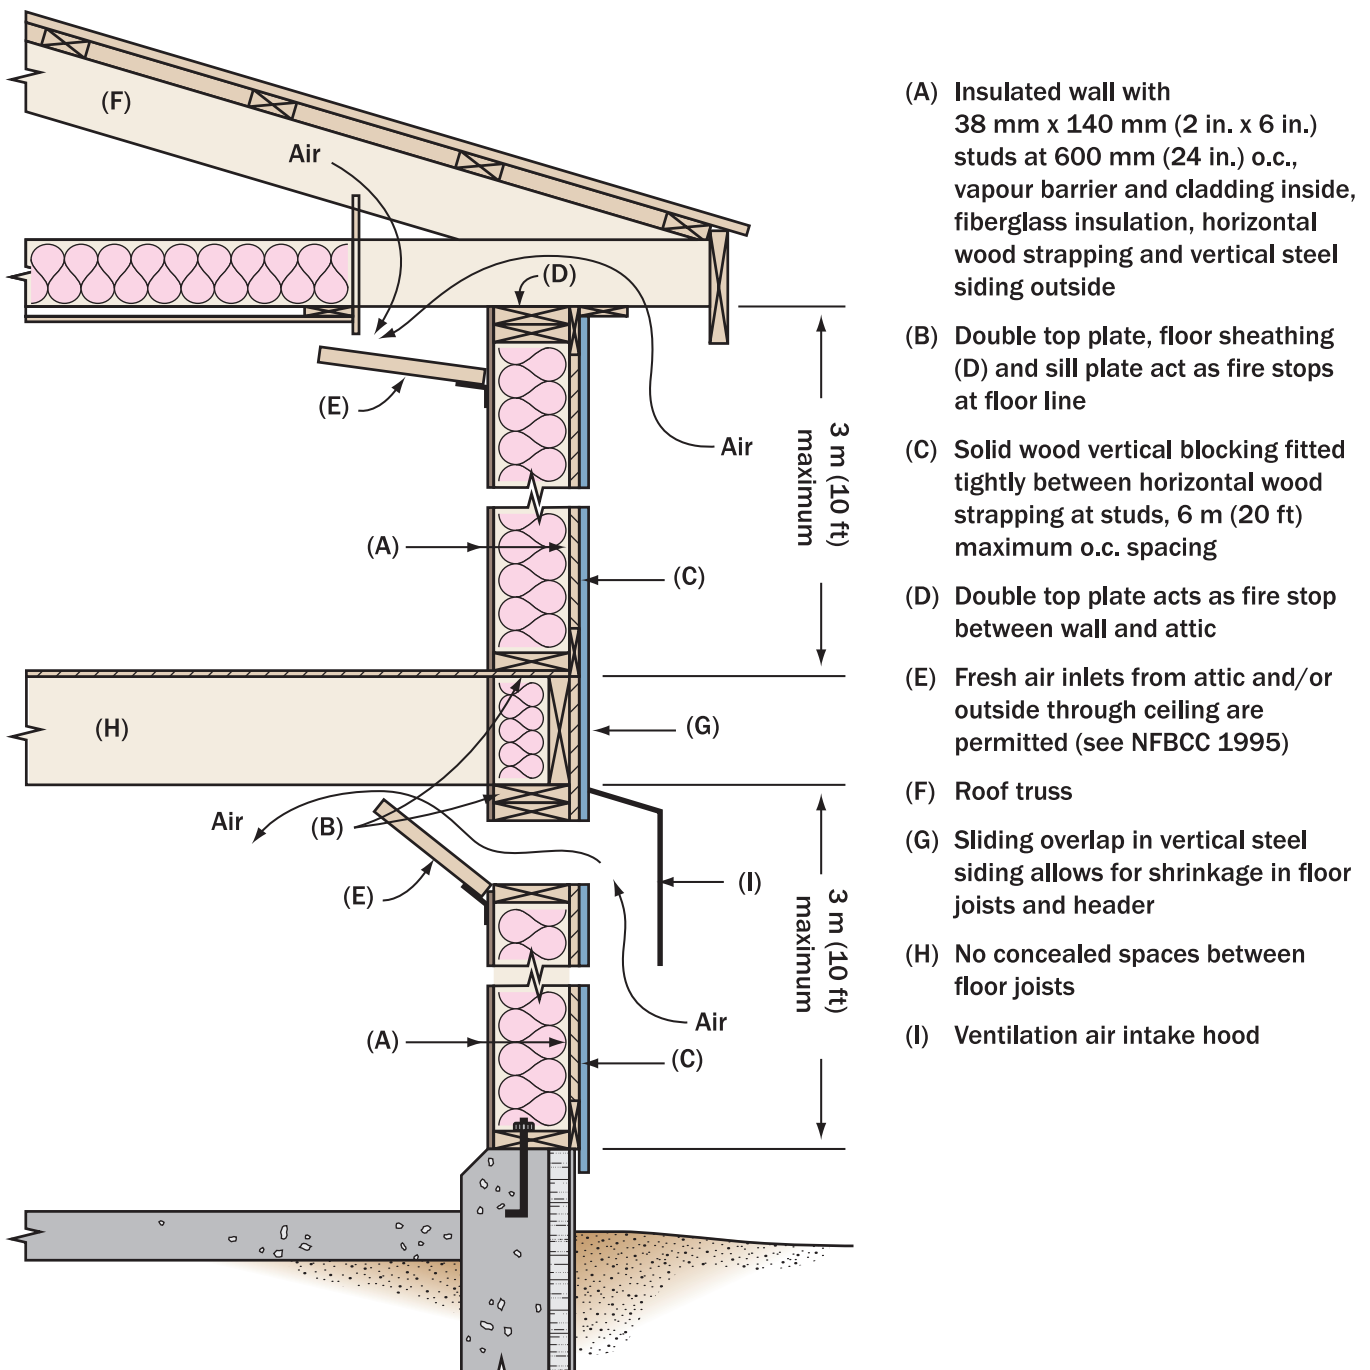 (F)
Air
(D)
(E)
Air
3 m (10 ft)
maximum
(A)
(C)
(H)
(G)
Air
(B)
(E)
(I)
3 m (10 ft)
maximum
Air
(A)
(C)
(A) Insulated wall with
38 mm x 140 mm (2 in. x 6 in.)
studs at 600 mm (24 in.) o.c.,
vapour barrier and cladding inside,
fiberglass insulation, horizontal
wood strapping and vertical steel
siding outside
(B) Double top plate, floor sheathing
(D) and sill plate act as fire stops
at floor line
(C) Solid wood vertical blocking fitted
tightly between horizontal wood
strapping at studs, 6 m (20 ft)
maximum o.c. spacing
(D) Double top plate acts as fire stop
between wall and attic
(E) Fresh air inlets from attic and/or
outside through ceiling are
permitted (see NFBCC 1995)
(F) Roof truss
(G) Sliding overlap in vertical steel
siding allows for shrinkage in floor
joists and header
(H) No concealed spaces between
floor joists
(I) Ventilation air intake hood